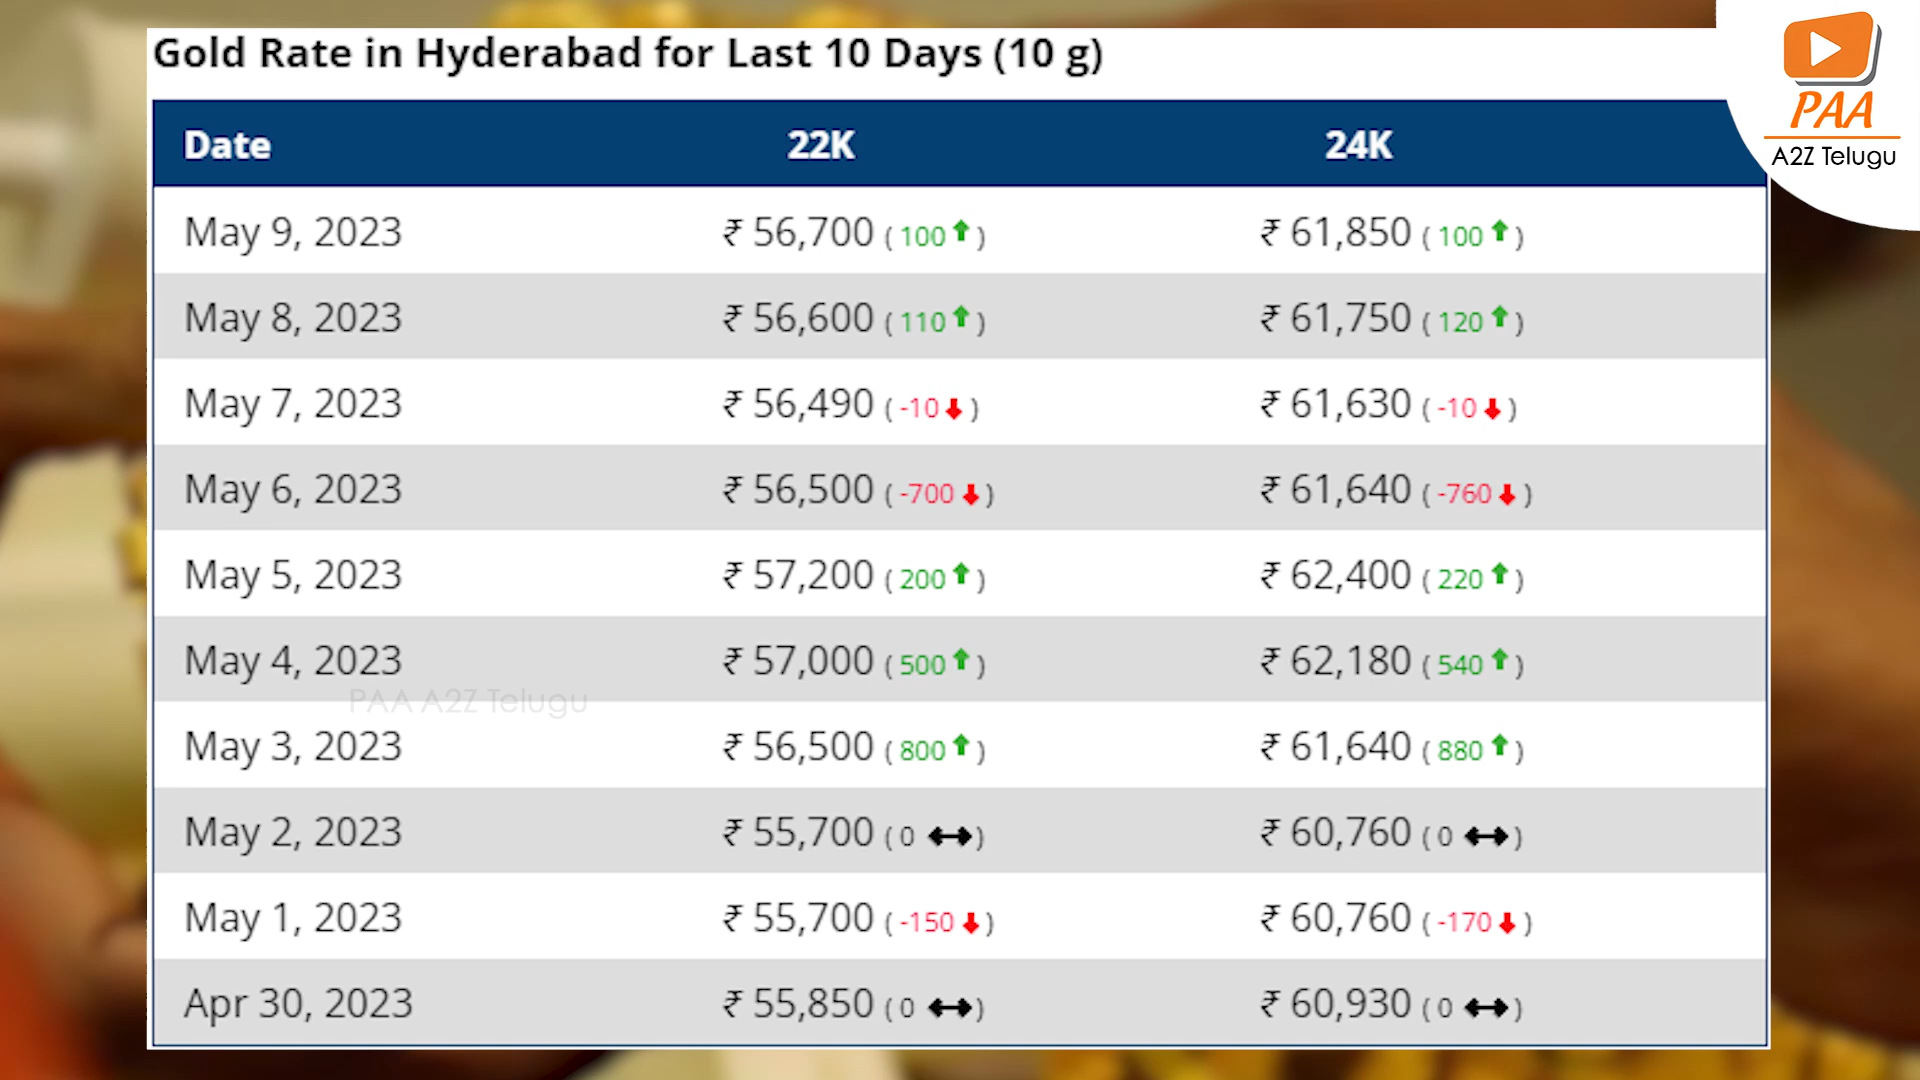 Gold Rate in Hyderabad for Last 10 Days (10 g)
PAA
A2Z Telugu
Date 22K 24K
May 9, 2023 ₹ 56,700 ( 100 ⬆ ) ₹ 61,850 ( 100 ⬆ )
May 8, 2023 ₹ 56,600 ( 110 ⬆ ) ₹ 61,750 ( 120 ⬆ )
May 7, 2023 ₹ 56,490 ( -10 ⬇ ) ₹ 61,630 ( -10 ⬇ )
May 6, 2023 ₹ 56,500 ( -700 ⬇ ) ₹ 61,640 ( -760 ⬇ )
May 5, 2023 ₹ 57,200 ( 200 ⬆ ) ₹ 62,400 ( 220 ⬆ )
May 4, 2023 ₹ 57,000 ( 500 ⬆ ) ₹ 62,180 ( 540 ⬆ )
PAA A2Z Telugu
May 3, 2023 ₹ 56,500 ( 800 ⬆ ) ₹ 61,640 ( 880 ⬆ )
May 2, 2023 ₹ 55,700 ( 0 ↔ ) ₹ 60,760 ( 0 ↔ )
May 1, 2023 ₹ 55,700 ( -150 ⬇ ) ₹ 60,760 ( -170 ⬇ )
Apr 30, 2023 ₹ 55,850 ( 0 ↔ ) ₹ 60,930 ( 0 ↔ )